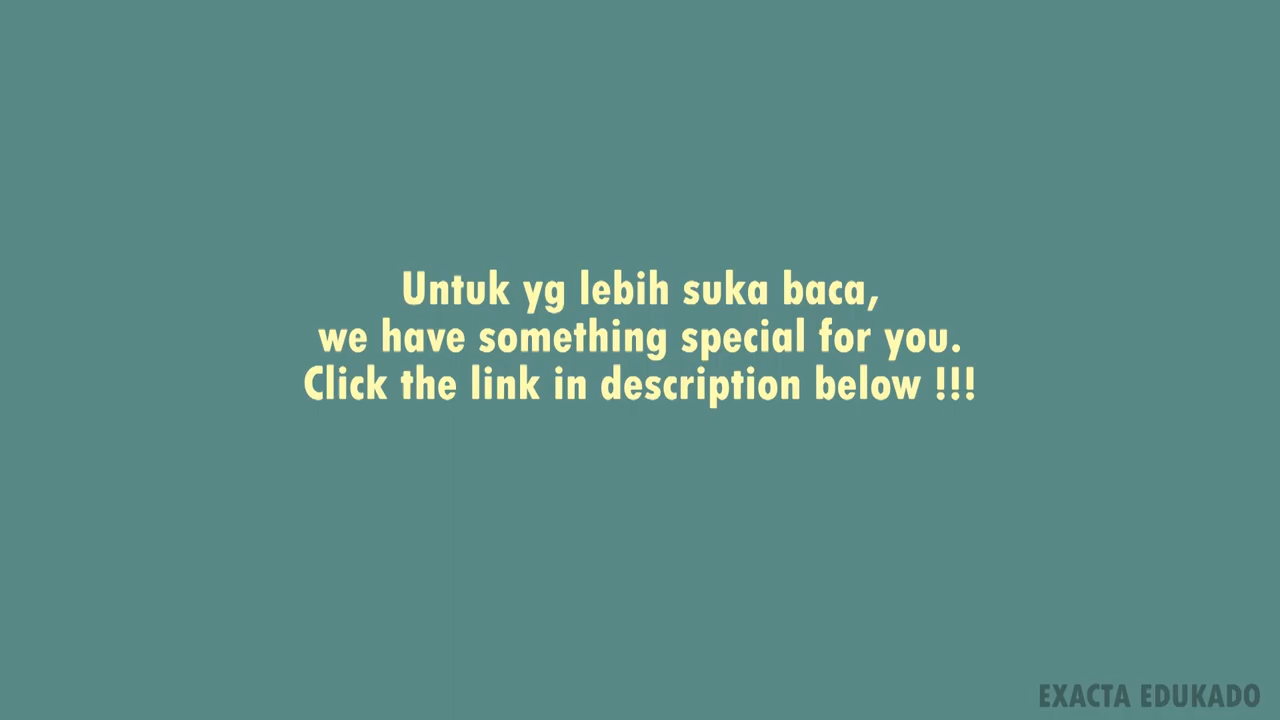 Untuk yg lebih suka baca,
we have something special for you.
Click the link in description below !!!
EXACTA EDUKADO